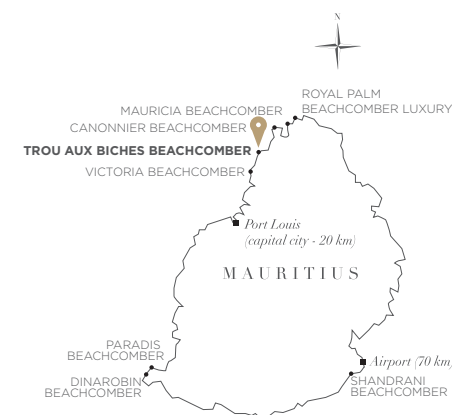 N
ROYAL PALM
BEACHCOMBER LUXURY
MAURICIA BEACHCOMBER
CANONNIER BEACHCOMBER
TROU AUX BICHES BEACHCOMBER
VICTORIA BEACHCOMBER
Port Louis
(capital city - 20 km)
MAURITIUS
PARADIS
BEACHCOMBER
DINAROBIN
BEACHCOMBER
Airport (70 km
SHANDRANI
BEACHCOMBER